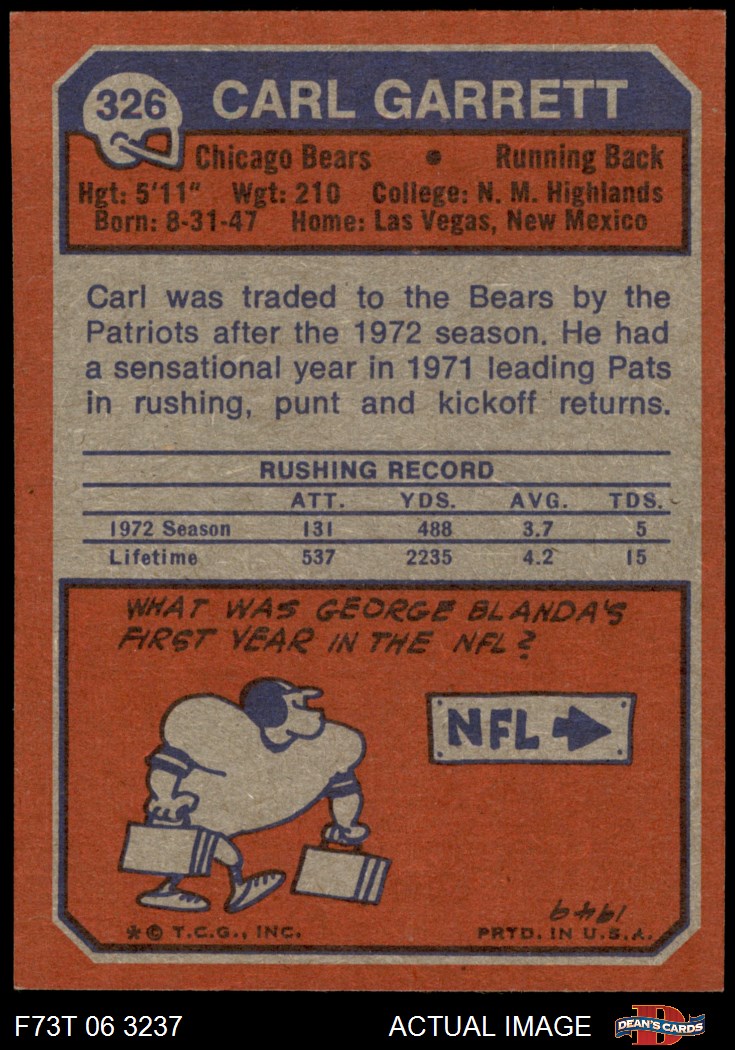 326 CARL GARRETT
Chicago Bears • Running Back
Hgt: 5'11" Wgt: 210 College: N. M. Highlands
Born: 8-31-47 Home: Las Vegas, New Mexico
Carl was traded to the Bears by the
Patriots after the 1972 season. He had
a sensational year in 1971 leading Pats
in rushing, punt and kickoff returns.
RUSHING RECORD
ATT. YDS. AVG. TDS.
1972 Season 131 488 3.7 5
Lifetime 537 2235 4.2 15
WHAT WAS GEORGE BLANDA'S
FIRST YEAR IN THE NFL?
NFL
1949
*© T.C.G., INC. PRTD. IN U.S.A.
F73T 06 3237 ACTUAL IMAGE D DEAN'S CARDS